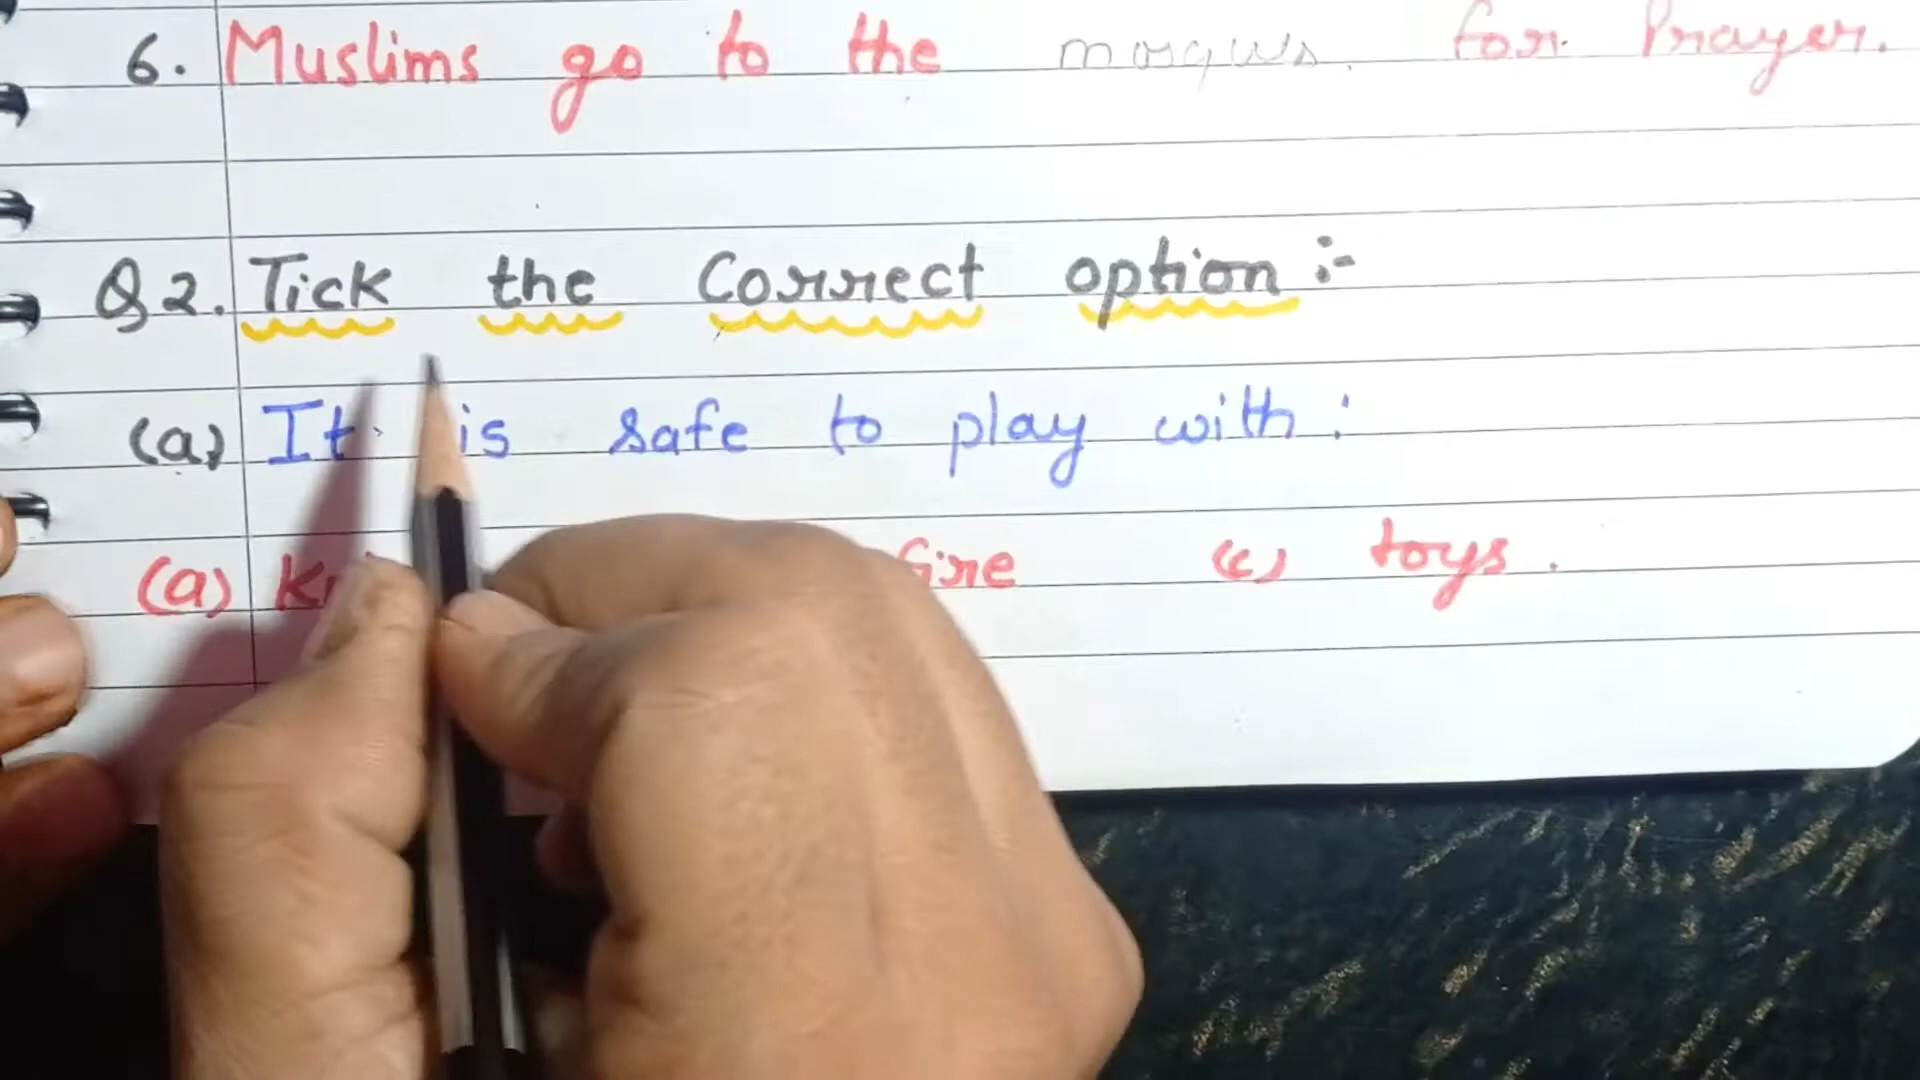 6. Muslims go to the mosqus. for Prayer.
Q2. Tick the Correct option :-
(a) It is safe to play with :
(a) fire (c) toys.